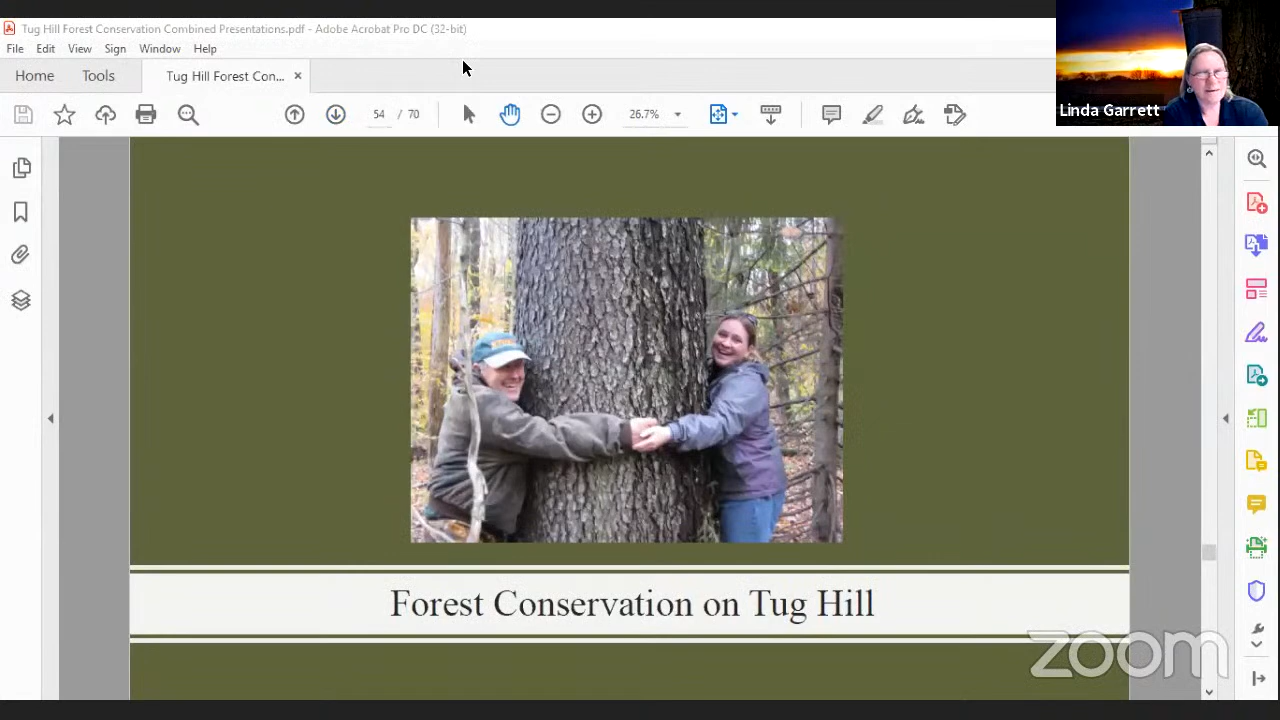 Tug Hill Forest Conservation Combined Presentations.pdf - Adobe Acrobat Pro DC (32-bit)
File Edit View Sign Window Help
Home Tools Tug Hill Forest Con... ×
54 / 70 26.7%
Linda Garrett
Forest Conservation on Tug Hill
zoom